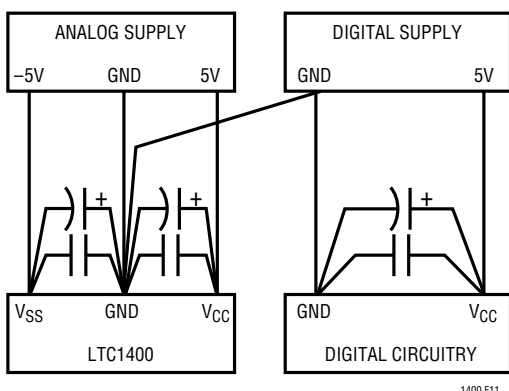 ANALOG SUPPLY
–5V GND 5V
DIGITAL SUPPLY
GND 5V
+ +
+
VSS GND VCC
LTC1400
GND VCC
DIGITAL CIRCUITRY
1400 F11